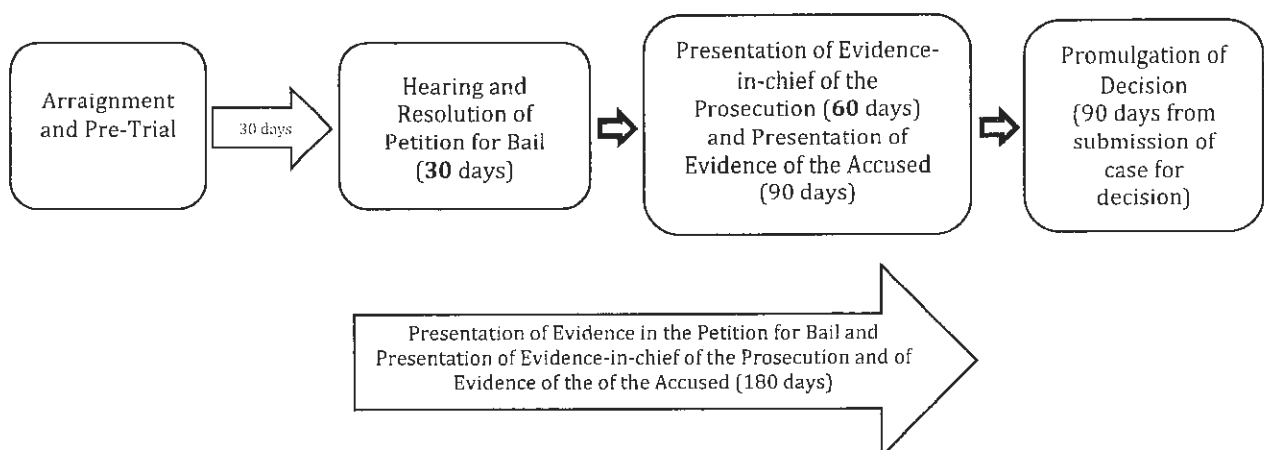 Arraignment
and Pre-Trial
30 days
Hearing and
Resolution of
Petition for Bail
(30 days)
Presentation of Evidence-
in-chief of the
Prosecution (60 days)
and Presentation of
Evidence of the Accused
(90 days)
Promulgation of
Decision
(90 days from
submission of
case for
decision)
Presentation of Evidence in the Petition for Bail and
Presentation of Evidence-in-chief of the Prosecution and of
Evidence of the of the Accused (180 days)